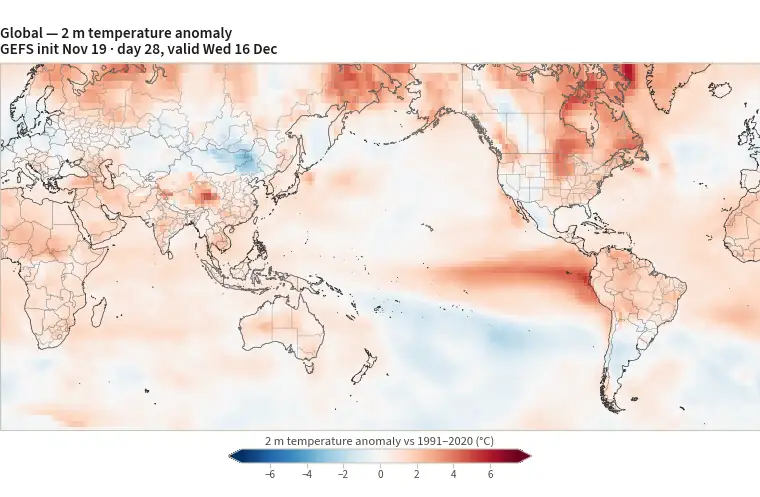 Global — 2 m temperature anomaly
GEFS init Nov 19 · day 28, valid Wed 16 Dec
2 m temperature anomaly vs 1991–2020 (°C)
−6 −4 −2 0 2 4 6